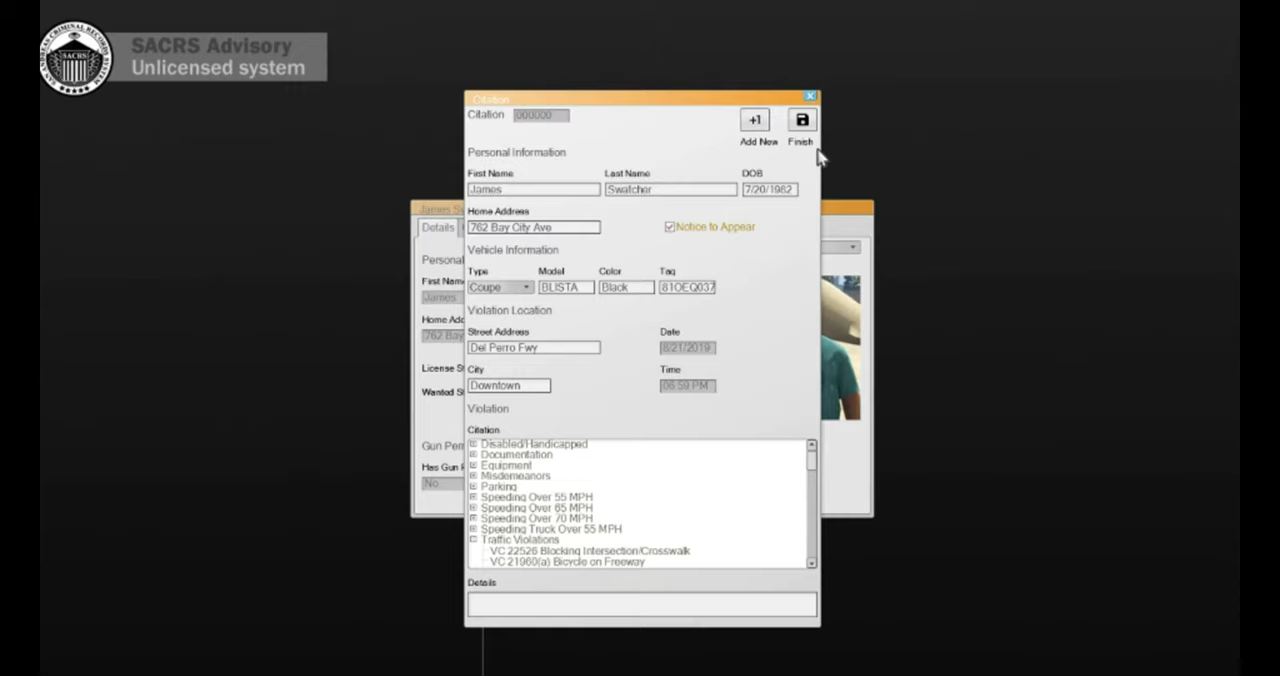 SACRS Advisory
Unlicensed system
SACRS
Citation
Citation 000000
+1
Add New Finish
Personal Information
First Name Last Name DOB
James Swatcher 7/20/1982
Home Address
762 Bay City Ave Notice to Appear
Vehicle Information
Type Model Color Tag
Coupe BLISTA Black 81OEQ037
Violation Location
Street Address Date
Del Perro Fwy 8/21/2019
City Time
Downtown 06:59 PM
Violation
Citation
Disabled/Handicapped
Documentation
Equipment
Misdemeanors
Parking
Speeding Over 55 MPH
Speeding Over 65 MPH
Speeding Over 70 MPH
Speeding Truck Over 55 MPH
Traffic Violations
VC 22526 Blocking Intersection/Crosswalk
VC 21960(a) Bicycle on Freeway
Details
James S
Details
Personal
First Nam
James
Home Add
762 Bay
License S
Wanted S
Gun Perm
Has Gun P
No